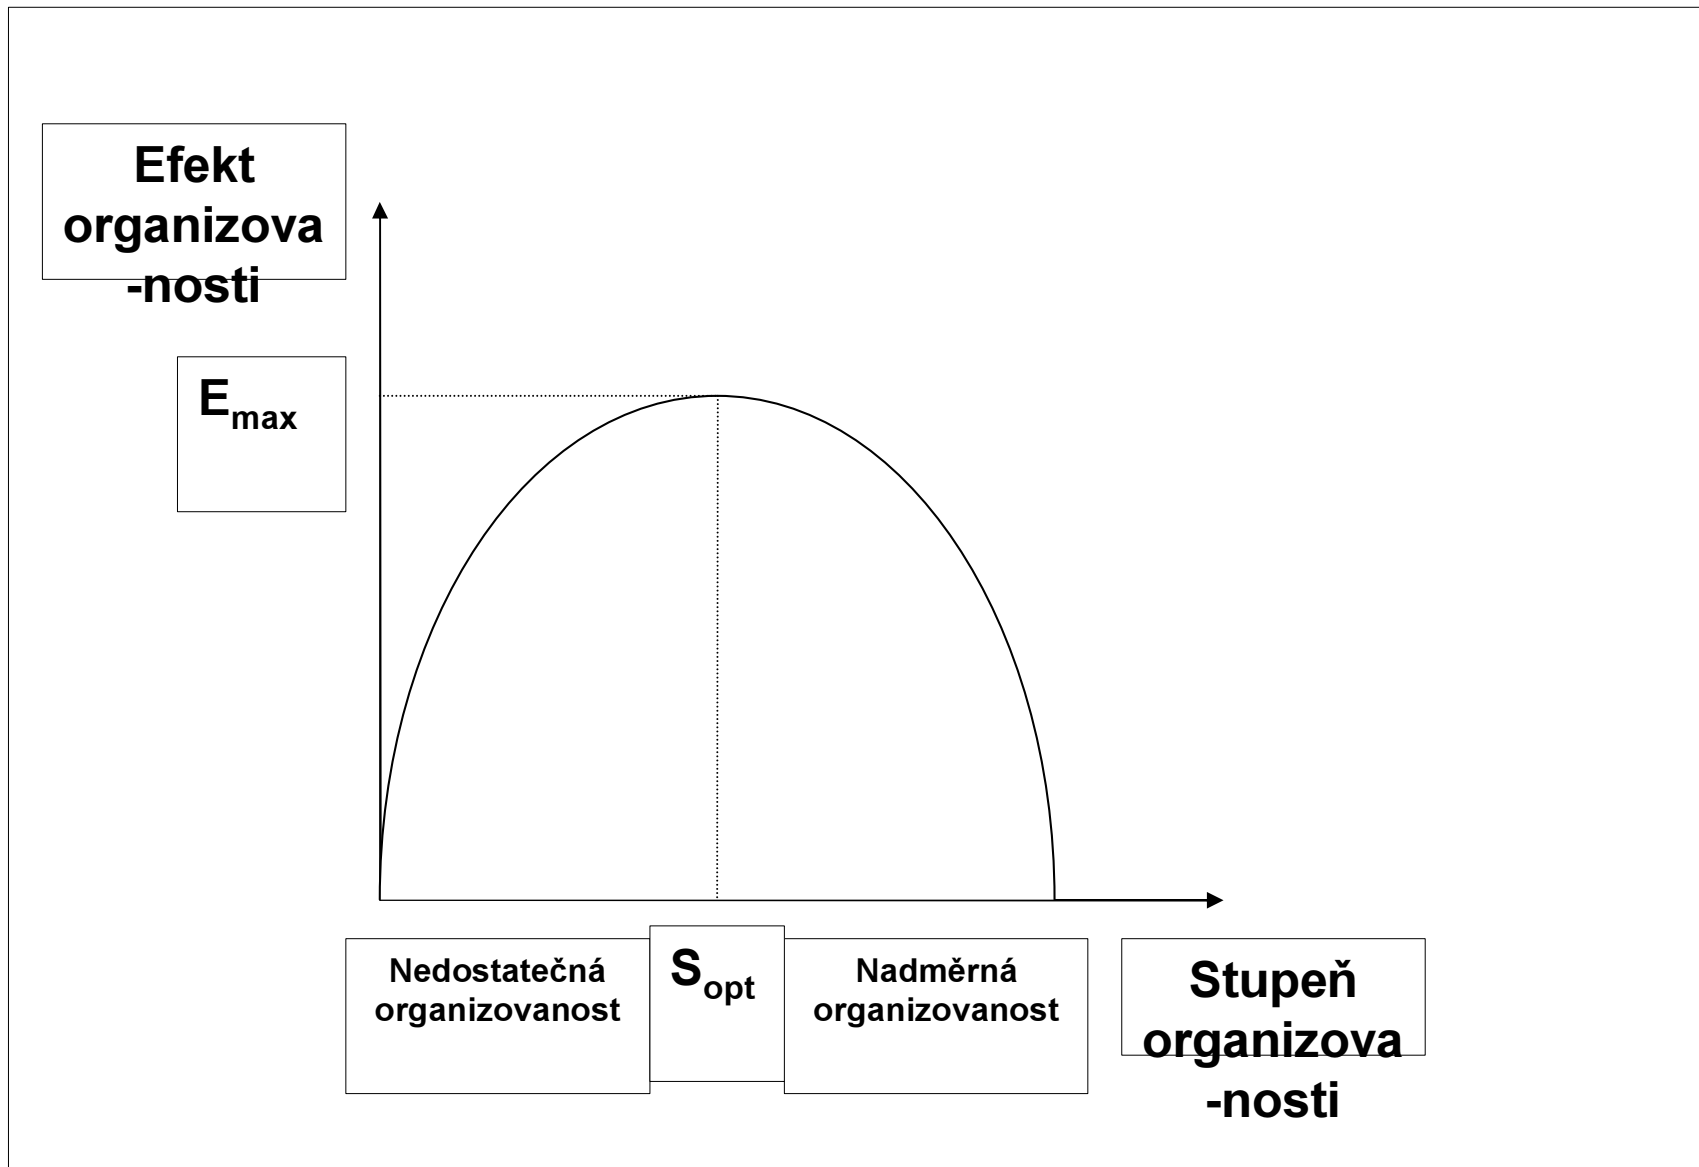 Efekt
organizova
-nosti
Emax
Nedostatečná
organizovanost
Sopt
Nadměrná
organizovanost
Stupeň
organizova
-nosti